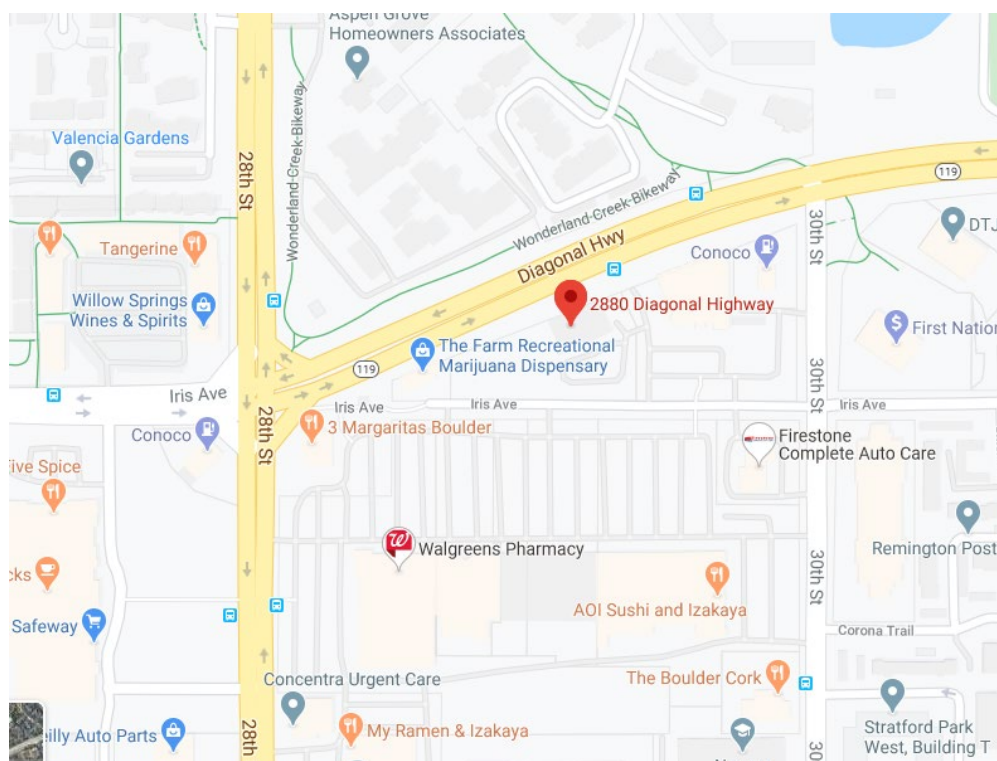 Aspen Grove
Homeowners Associates
Valencia Gardens
28th St
Wonderland Creek Bikeway
Wonderland Creek Bikeway
119
Diagonal Hwy
30th St
Tangerine
Conoco
DTJ
Willow Springs
Wines & Spirits
2880 Diagonal Highway
First Nation
The Farm Recreational
Marijuana Dispensary
119
30th St
Iris Ave
Iris Ave
Iris Ave
Iris Ave
28th St
Conoco
3 Margaritas Boulder
Firestone
Complete Auto Care
Five Spice
Walgreens Pharmacy
Remington Post
30th St
cks
AOI Sushi and Izakaya
Safeway
Corona Trail
Concentra Urgent Care
The Boulder Cork
28th
My Ramen & Izakaya
eilly Auto Parts
Stratford Park
West, Building T
30